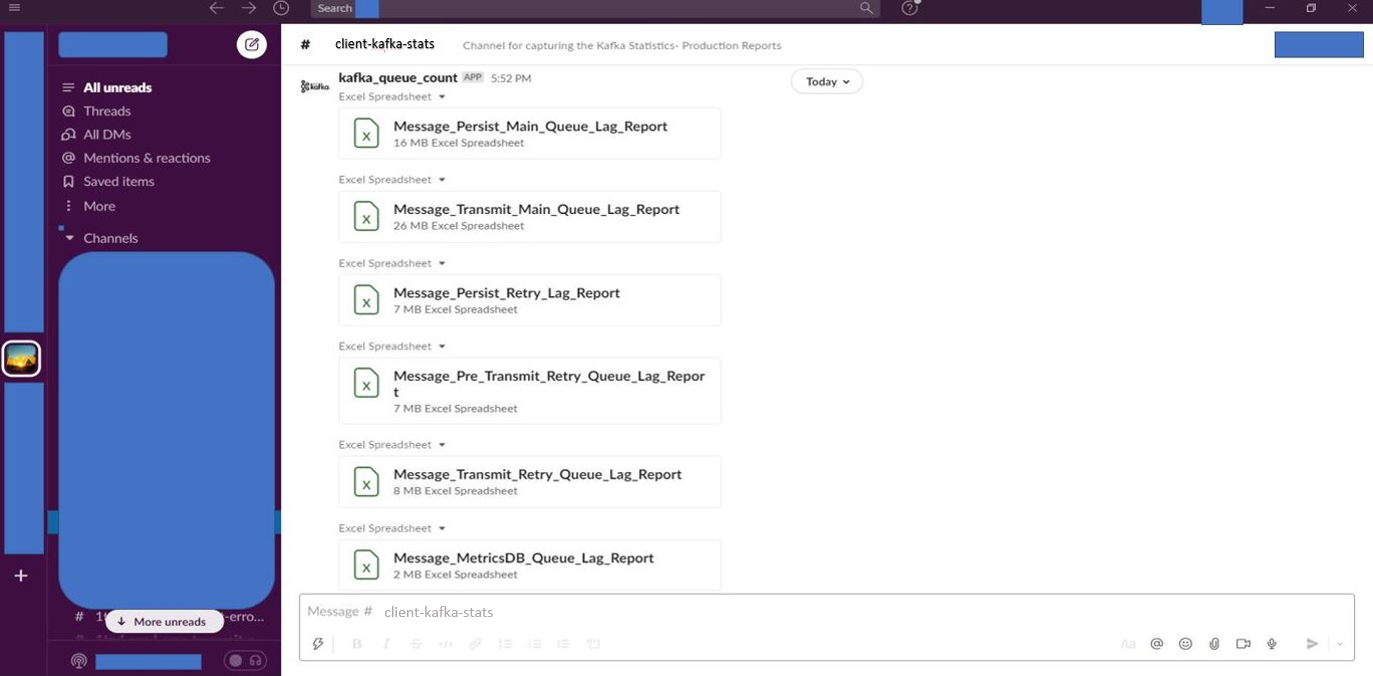 Search
# client-kafka-stats Channel for capturing the Kafka Statistics- Production Reports
All unreads
Threads
All DMs
Mentions & reactions
Saved items
More
Channels
# 1
-erro...
More unreads
kafka
kafka_queue_count APP 5:52 PM
Today
Excel Spreadsheet
Message_Persist_Main_Queue_Lag_Report
16 MB Excel Spreadsheet
Excel Spreadsheet
Message_Transmit_Main_Queue_Lag_Report
26 MB Excel Spreadsheet
Excel Spreadsheet
Message_Persist_Retry_Lag_Report
7 MB Excel Spreadsheet
Excel Spreadsheet
Message_Pre_Transmit_Retry_Queue_Lag_Repor
t
7 MB Excel Spreadsheet
Excel Spreadsheet
Message_Transmit_Retry_Queue_Lag_Report
8 MB Excel Spreadsheet
Excel Spreadsheet
Message_MetricsDB_Queue_Lag_Report
2 MB Excel Spreadsheet
Message # client-kafka-stats
B I S </>
Aa @